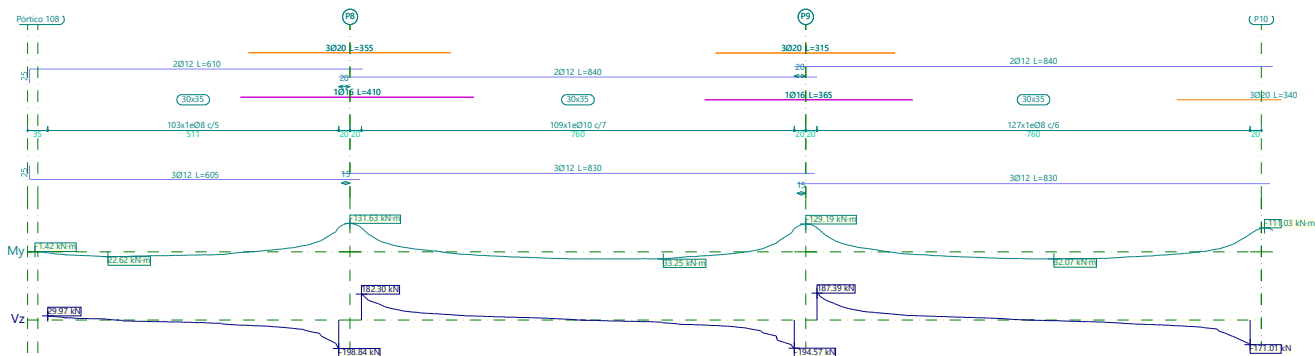 Pórtico 108
P8
P9
P10
3Ø20 L=355
3Ø20 L=315
2Ø12 L=610
2Ø12 L=840
2Ø12 L=840
25
20
20
30x35
1Ø16 L=410
30x35
1Ø16 L=365
30x35
3Ø20 L=340
103x1eØ8 c/5
109x1eØ10 c/7
127x1eØ8 c/6
35
511
20
20
760
20
20
760
20
25
3Ø12 L=605
15
3Ø12 L=830
15
3Ø12 L=830
My
-1.42 kN·m
-131.63 kN·m
-129.19 kN·m
-111.03 kN·m
22.62 kN·m
33.25 kN·m
32.07 kN·m
Vz
29.97 kN
182.30 kN
187.39 kN
-198.84 kN
-194.57 kN
-171.01 kN